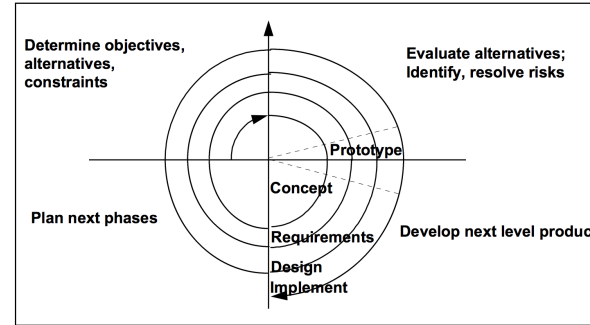 Determine objectives,
alternatives,
constraints
Evaluate alternatives;
Identify, resolve risks
Prototype
Concept
Plan next phases
Requirements
Develop next level produc
Design
Implement